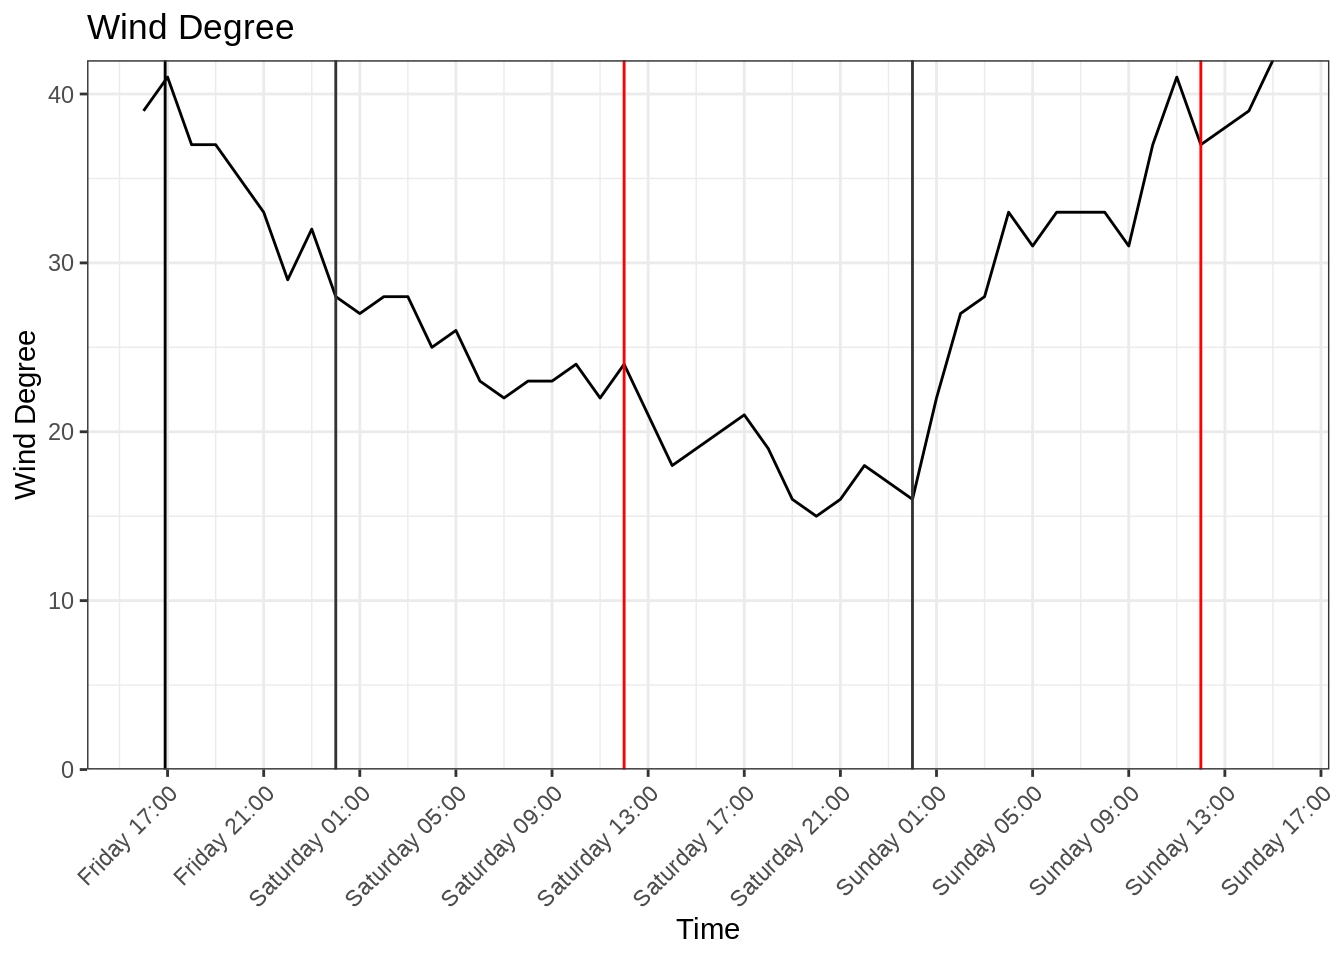 Wind Degree
Wind Degree
40
30
20
10
0
Friday 17:00
Friday 21:00
Saturday 01:00
Saturday 05:00
Saturday 09:00
Saturday 13:00
Saturday 17:00
Saturday 21:00
Sunday 01:00
Sunday 05:00
Sunday 09:00
Sunday 13:00
Sunday 17:00
Time